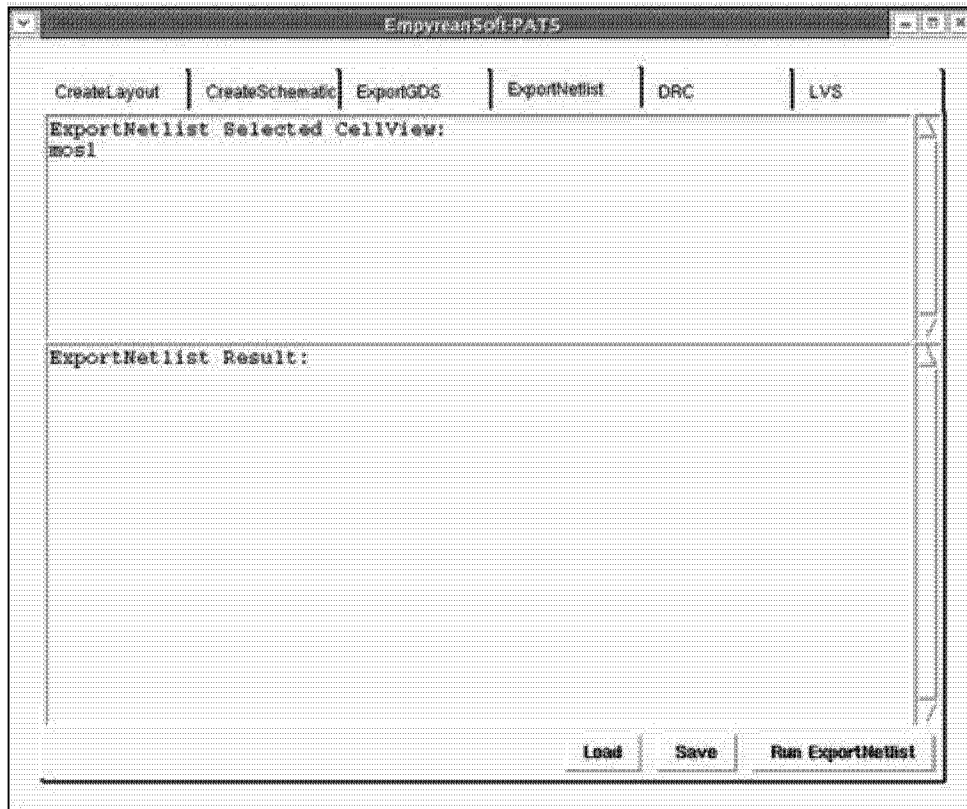 EmpyreanSoft-PATS
CreateLayout CreateSchematic ExportGDS ExportNetlist DRC LVS
ExportNetlist Selected CellView:
mos1
ExportNetlist Result:
Load Save Run ExportNetlist